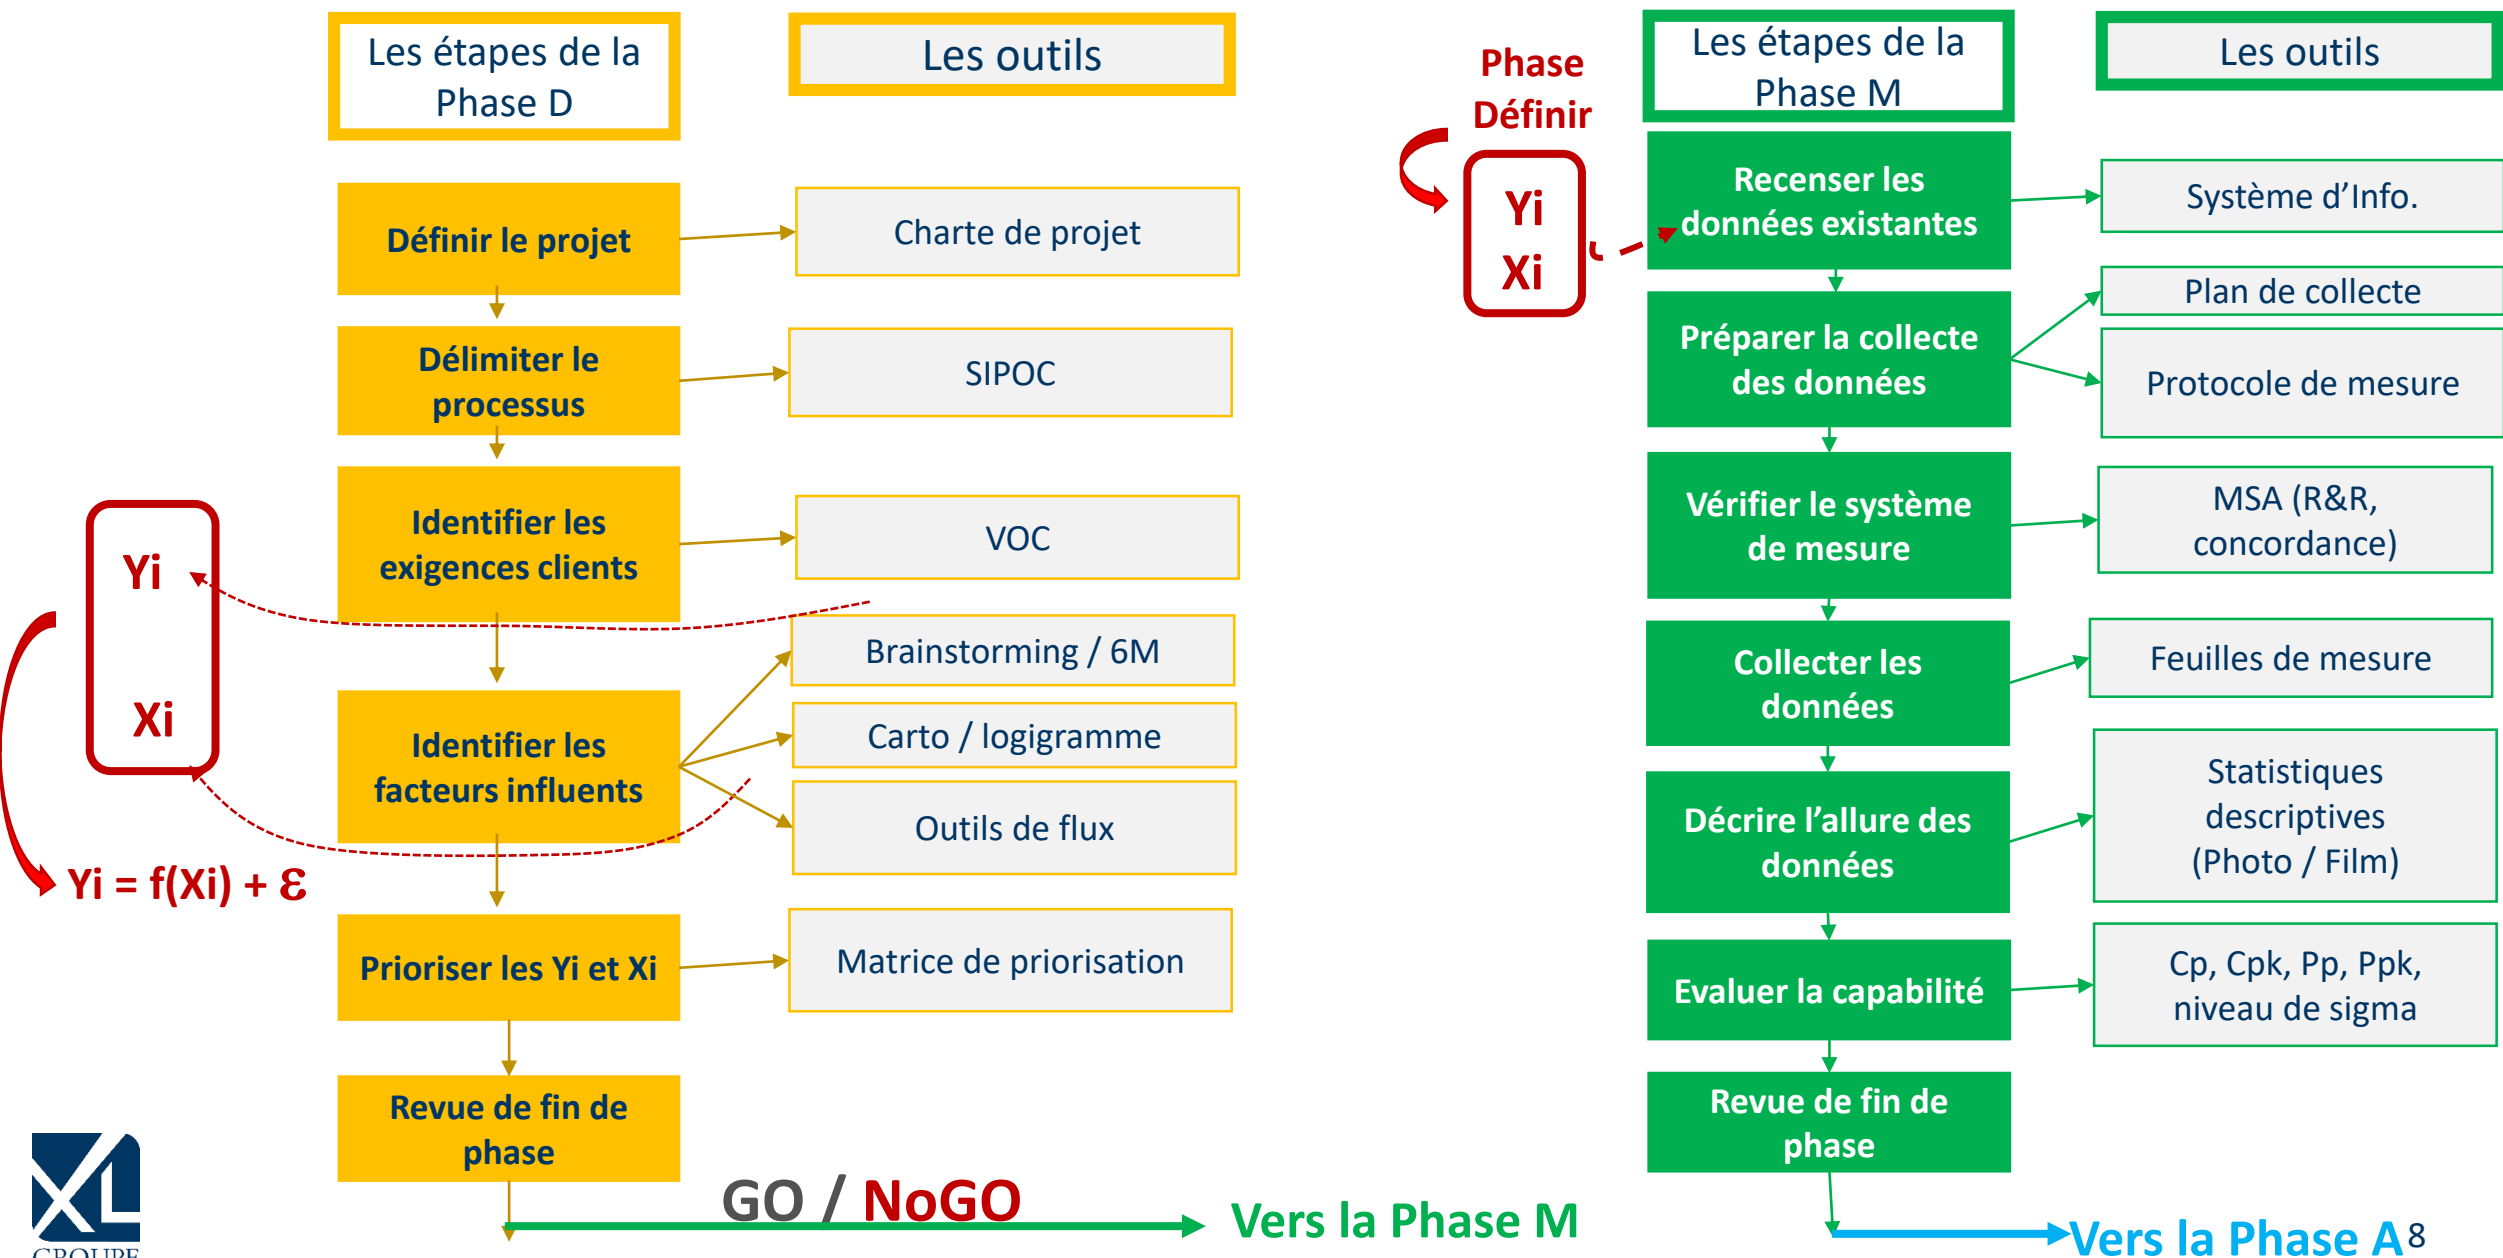 Les étapes de la
Phase D
Les outils
Définir le projet
Charte de projet
Délimiter le
processus
SIPOC
Identifier les
exigences clients
VOC
Yi
Xi
Yi = f(Xi) + ε
Identifier les
facteurs influents
Brainstorming / 6M
Carto / logigramme
Outils de flux
Prioriser les Yi et Xi
Matrice de priorisation
Revue de fin de
phase
GO / NoGO
Vers la Phase M
XL
GROUPE
Phase
Définir
Yi
Xi
Les étapes de la
Phase M
Les outils
Recenser les
données existantes
Système d’Info.
Préparer la collecte
des données
Plan de collecte
Protocole de mesure
Vérifier le système
de mesure
MSA (R&R,
concordance)
Collecter les
données
Feuilles de mesure
Décrire l’allure des
données
Statistiques
descriptives
(Photo / Film)
Evaluer la capabilité
Cp, Cpk, Pp, Ppk,
niveau de sigma
Revue de fin de
phase
Vers la Phase A
8